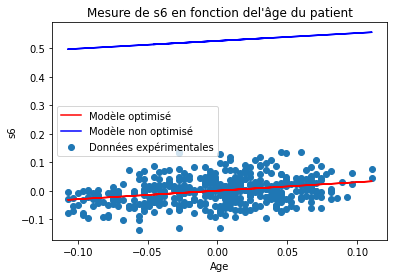 Mesure de s6 en fonction del'âge du patient
s6
0.5
0.4
0.3
0.2
0.1
0.0
−0.1
Modèle optimisé
Modèle non optimisé
Données expérimentales
−0.10
−0.05
0.00
0.05
0.10
Age